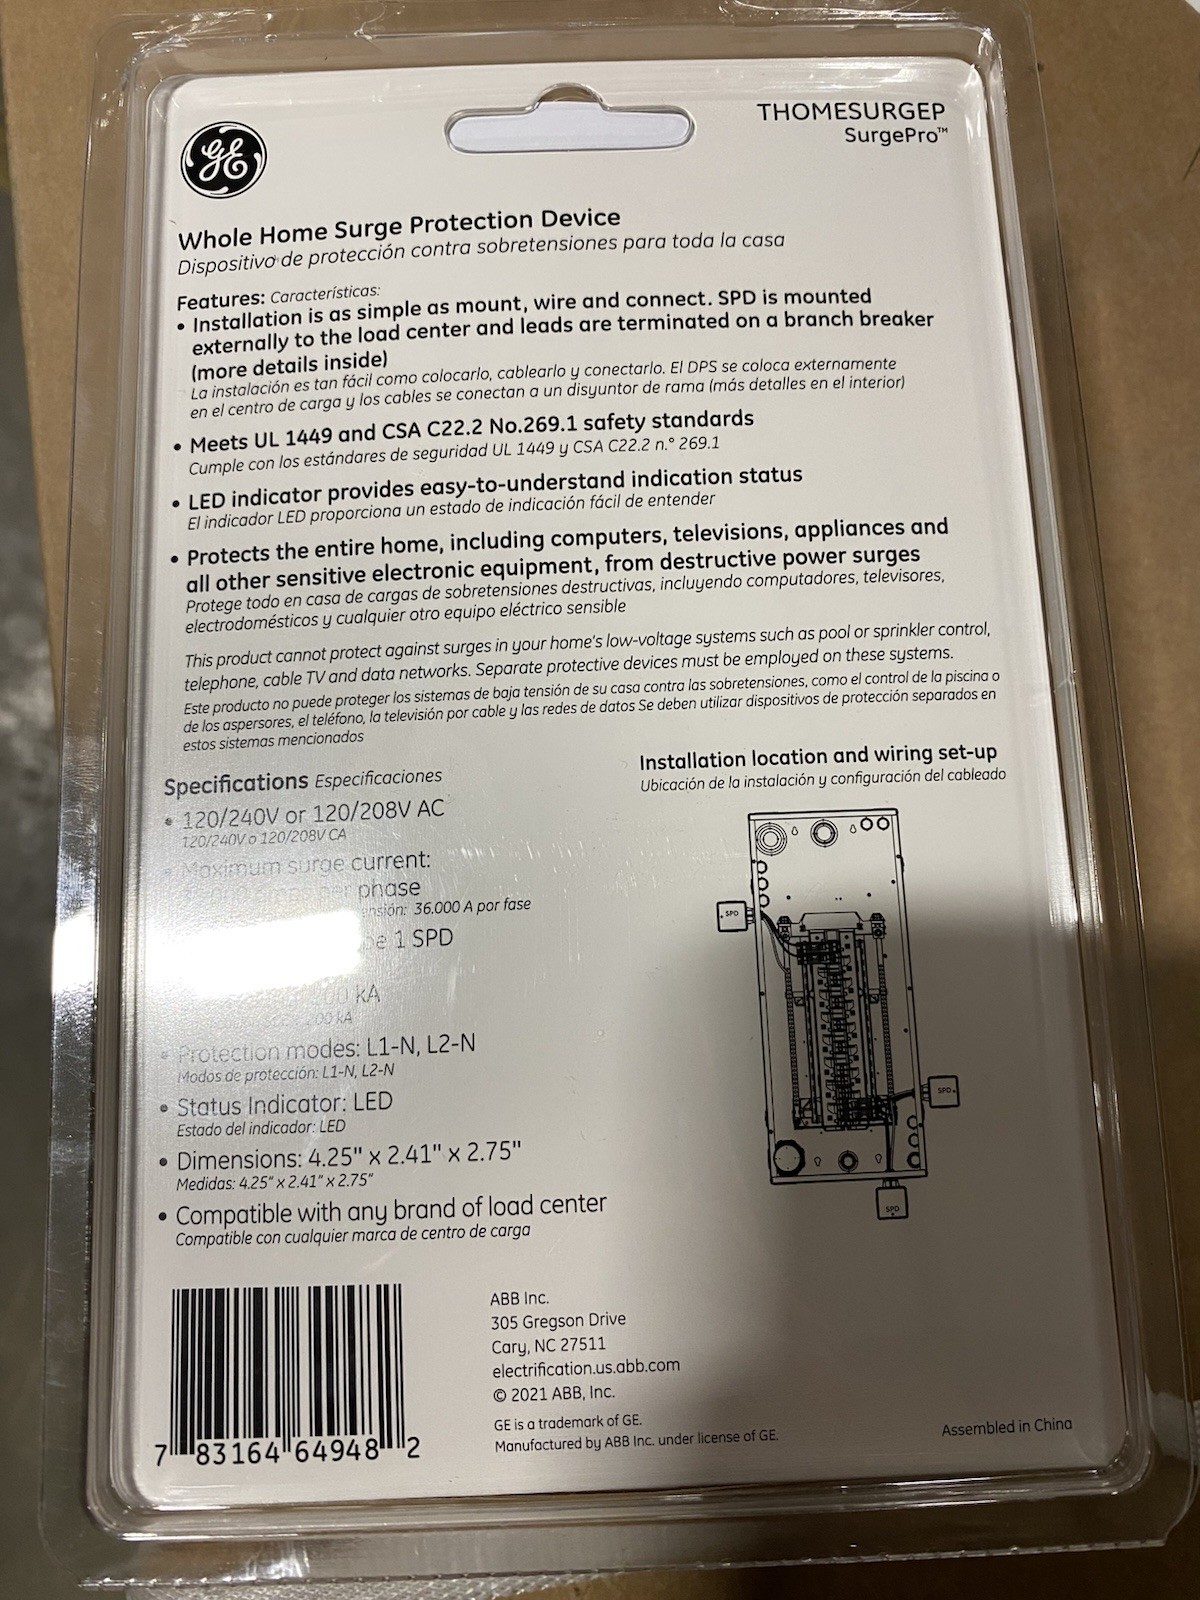 GE
THOMESURGEP
SurgePro™
Whole Home Surge Protection Device
Dispositivo de protección contra sobretensiones para toda la casa
Features: Características:
• Installation is as simple as mount, wire and connect. SPD is mounted
externally to the load center and leads are terminated on a branch breaker
(more details inside)
La instalación es tan fácil como colocarlo, cablearlo y conectarlo. El DPS se coloca externamente
en el centro de carga y los cables se conectan a un disyuntor de rama (más detalles en el interior)
• Meets UL 1449 and CSA C22.2 No.269.1 safety standards
Cumple con los estándares de seguridad UL 1449 y CSA C22.2 n.° 269.1
• LED indicator provides easy-to-understand indication status
El indicador LED proporciona un estado de indicación fácil de entender
• Protects the entire home, including computers, televisions, appliances and
all other sensitive electronic equipment, from destructive power surges
Protege todo en casa de cargas de sobretensiones destructivas, incluyendo computadores, televisores,
electrodomésticos y cualquier otro equipo eléctrico sensible
This product cannot protect against surges in your home's low-voltage systems such as pool or sprinkler control,
telephone, cable TV and data networks. Separate protective devices must be employed on these systems.
Este producto no puede proteger los sistemas de baja tensión de su casa contra las sobretensiones, como el control de la piscina o
de los aspersores, el teléfono, la televisión por cable y las redes de datos Se deben utilizar dispositivos de protección separados en
estos sistemas mencionados
Specifications Especificaciones
• 120/240V or 120/208V AC
120/240V o 120/208V CA
• Maximum surge current:
per phase
36.000 A por fase
1 SPD
kA
kA
• Protection modes: L1-N, L2-N
Modos de protección: L1-N, L2-N
• Status Indicator: LED
Estado del indicador: LED
• Dimensions: 4.25" x 2.41" x 2.75"
Medidas: 4.25" x 2.41" x 2.75"
• Compatible with any brand of load center
Compatible con cualquier marca de centro de carga
Installation location and wiring set-up
Ubicación de la instalación y configuración del cableado
SPD
SPD
SPD
7 83164 64948 2
ABB Inc.
305 Gregson Drive
Cary, NC 27511
electrification.us.abb.com
© 2021 ABB, Inc.
GE is a trademark of GE.
Manufactured by ABB Inc. under license of GE.
Assembled in China